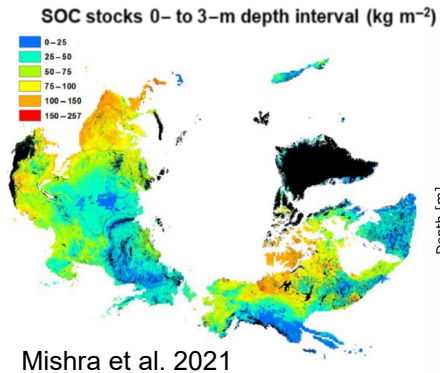 SOC stocks 0– to 3–m depth interval (kg m⁻²)
0–25
25–50
50–75
75–100
100–150
150–257
Depth [m]
Mishra et al. 2021